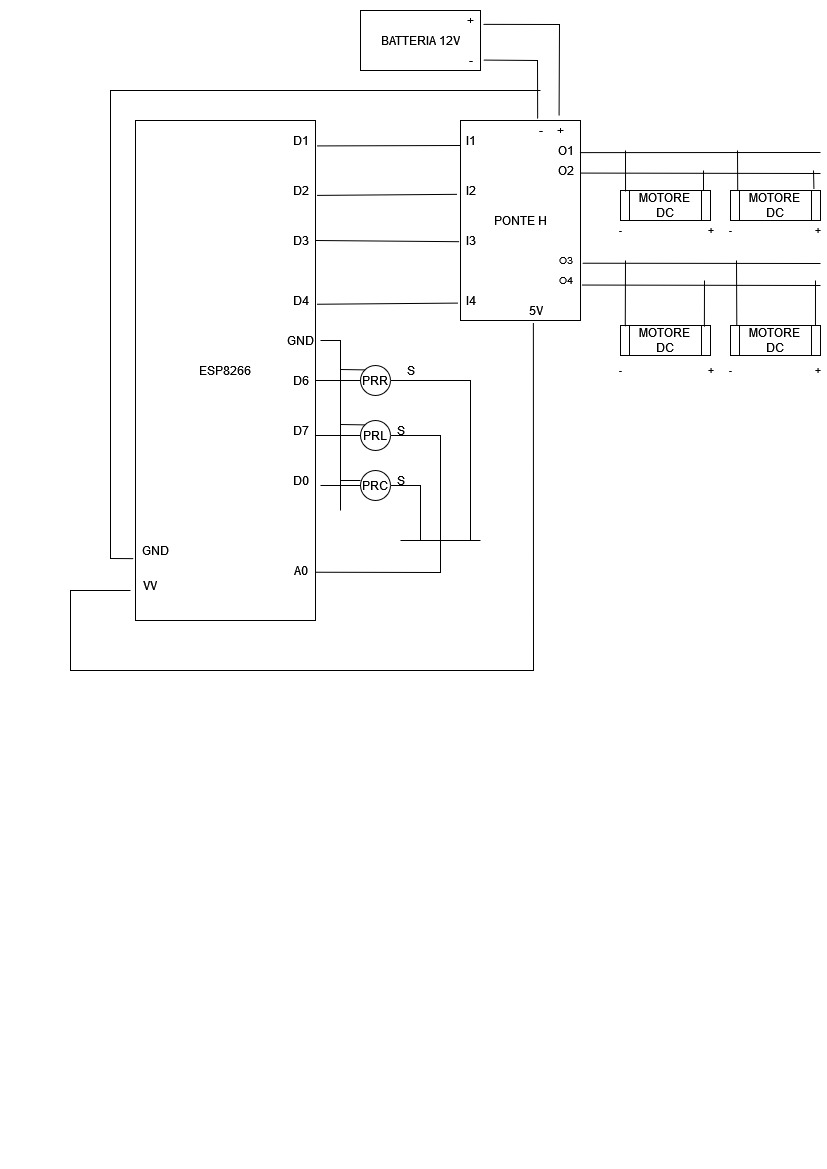 +
BATTERIA 12V
-
- +
D1
I1
O1
O2
D2
I2
MOTORE
DC
MOTORE
DC
PONTE H
- + - +
D3
I3
O3
O4
D4
I4
5V
GND
MOTORE
DC
MOTORE
DC
ESP8266
S
- + - +
D6
PRR
D7
PRL
S
D0
PRC
S
GND
A0
VV